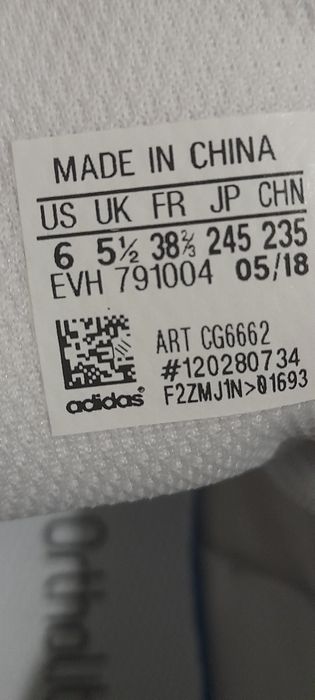 MADE IN CHINA
US UK FR JP CHN
6 5½ 38⅔ 245 235
EVH 791004 05/18
ART CG6662
#120280734
adidas®
F2ZMJ1N>01693